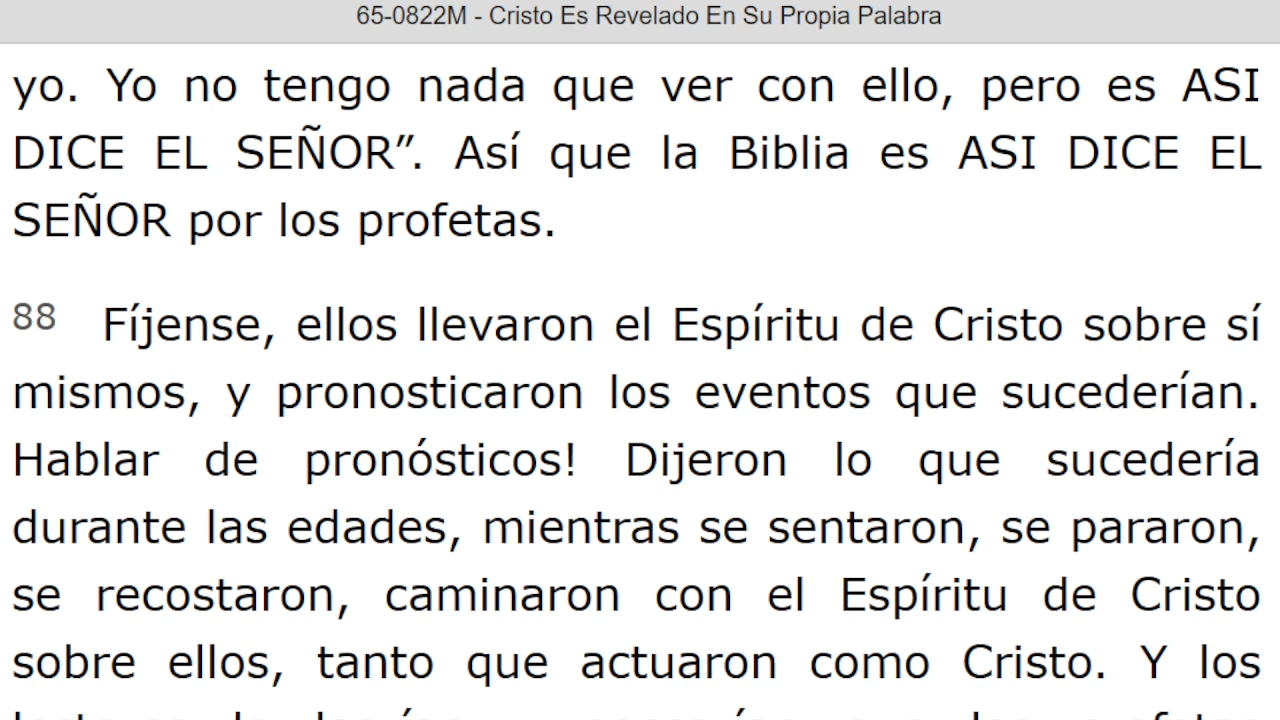 65-0822M - Cristo Es Revelado En Su Propia Palabra
yo. Yo no tengo nada que ver con ello, pero es ASI
DICE EL SEÑOR”. Así que la Biblia es ASI DICE EL
SEÑOR por los profetas.
88 Fíjense, ellos llevaron el Espíritu de Cristo sobre sí
mismos, y pronosticaron los eventos que sucederían.
Hablar de pronósticos! Dijeron lo que sucedería
durante las edades, mientras se sentaron, se pararon,
se recostaron, caminaron con el Espíritu de Cristo
sobre ellos, tanto que actuaron como Cristo. Y los